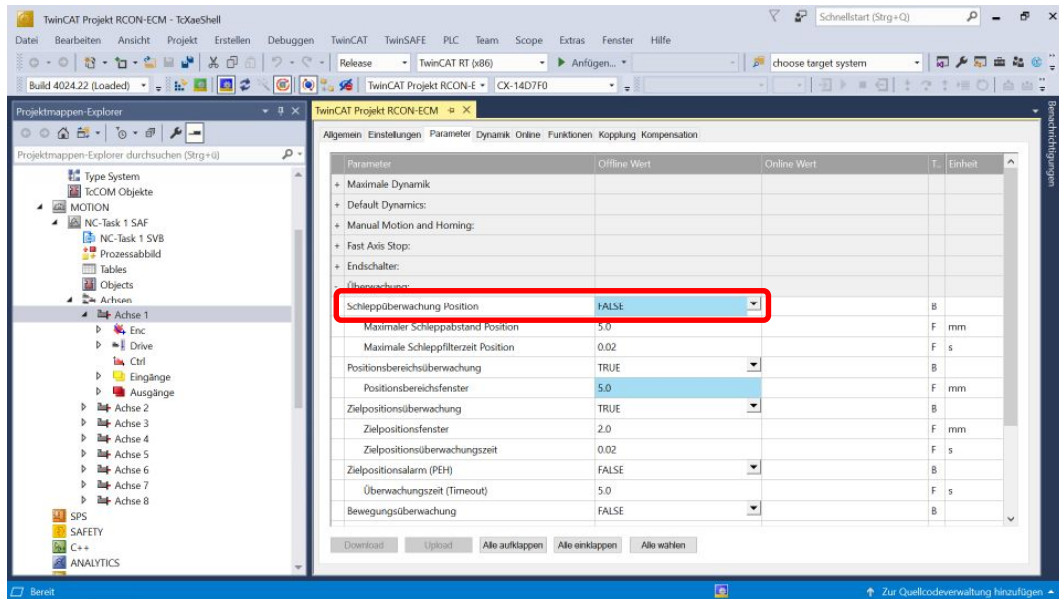 TwinCAT Projekt RCON-ECM - TcXaeShell
Schnellstart (Strg+Q)
Datei Bearbeiten Ansicht Projekt Erstellen Debuggen TwinCAT TwinSAFE PLC Team Scope Extras Fenster Hilfe
Release TwinCAT RT (x86) Anfügen... choose target system
Build 4024.22 (Loaded) TwinCAT Projekt RCON-E CX-14D7F0
Projektmappen-Explorer
Projektmappen-Explorer durchsuchen (Strg+ü)
Type System
TcCOM Objekte
MOTION
NC-Task 1 SAF
NC-Task 1 SVB
Prozessabbild
Tables
Objects
Achsen
Achse 1
Enc
Drive
Ctrl
Eingänge
Ausgänge
Achse 2
Achse 3
Achse 4
Achse 5
Achse 6
Achse 7
Achse 8
SPS
SAFETY
C++
ANALYTICS
TwinCAT Projekt RCON-ECM
Allgemein Einstellungen Parameter Dynamik Online Funktionen Kopplung Kompensation
Parameter Offline Wert Online Wert T.. Einheit
+ Maximale Dynamik
+ Default Dynamics:
+ Manual Motion and Homing:
+ Fast Axis Stop:
+ Endschalter:
- Überwachung:
Schleppüberwachung Position FALSE B
Maximaler Schleppabstand Position 5.0 F mm
Maximale Schleppfilterzeit Position 0.02 F s
Positionsbereichsüberwachung TRUE B
Positionsbereichsfenster 5.0 F mm
Zielpositionsüberwachung TRUE B
Zielpositionsfenster 2.0 F mm
Zielpositionsüberwachungszeit 0.02 F s
Zielpositionsalarm (PEH) FALSE B
Überwachungszeit (Timeout) 5.0 F s
Bewegungsüberwachung FALSE B
Download Upload Alle aufklappen Alle einklappen Alle wählen
Benachrichtigungen
Bereit
Zur Quellcodeverwaltung hinzufügen